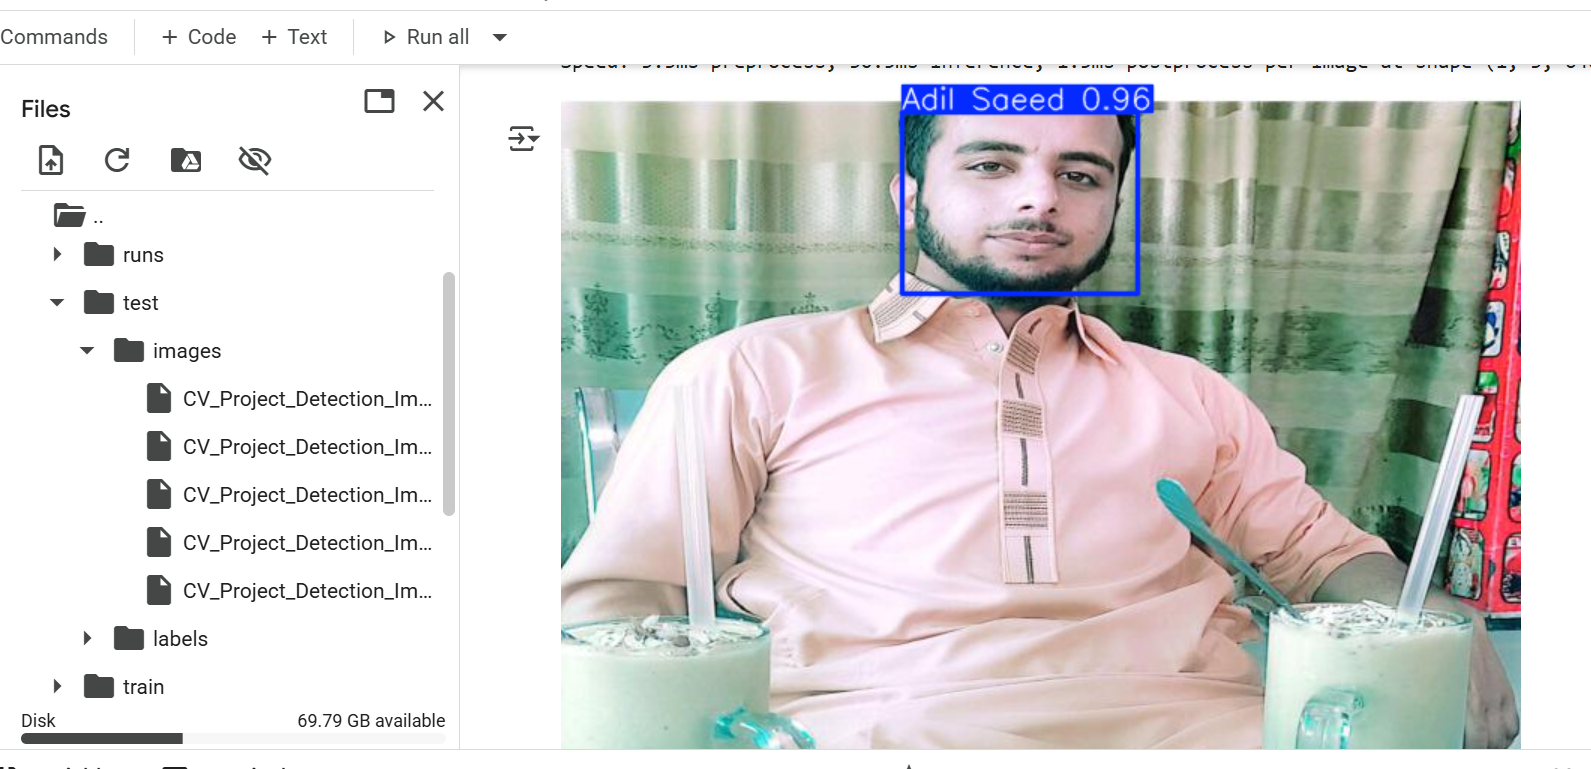 Commands + Code + Text Run all
Files
..
runs
test
images
CV_Project_Detection_Im...
CV_Project_Detection_Im...
CV_Project_Detection_Im...
CV_Project_Detection_Im...
CV_Project_Detection_Im...
labels
train
Disk 69.79 GB available
Adil Saeed 0.96